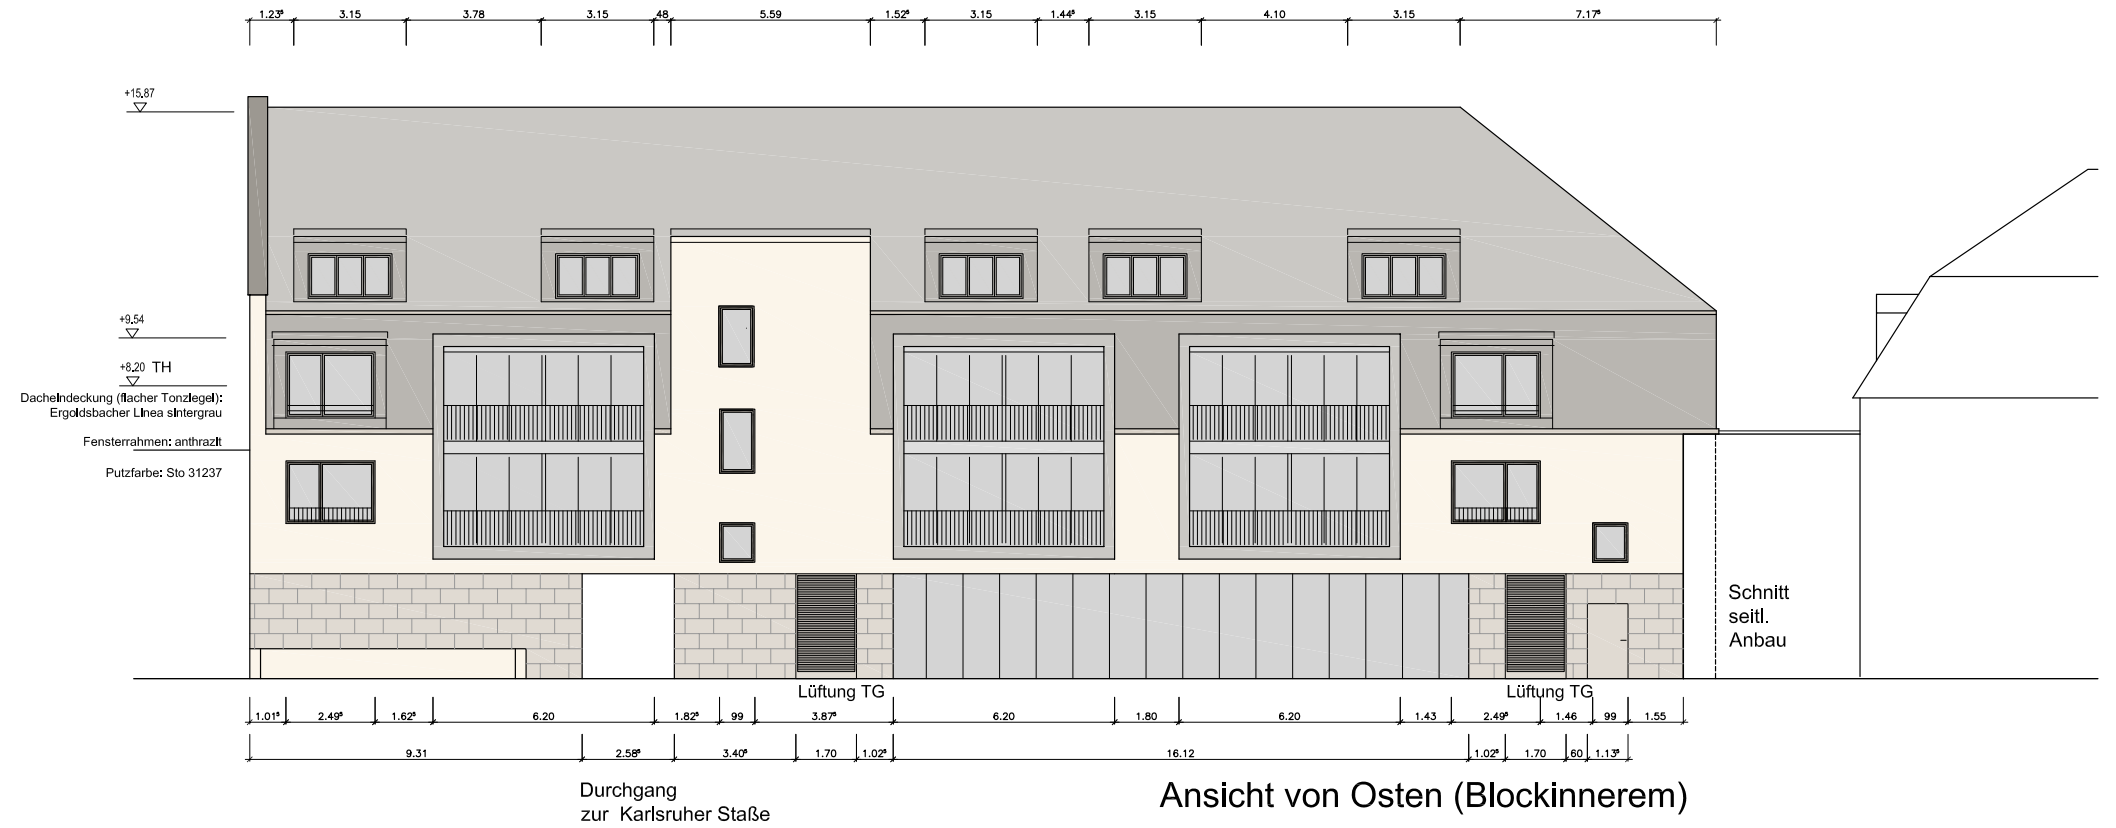 1.23⁵ 3.15 3.78 3.15 48 5.59 1.52⁵ 3.15 1.44⁵ 3.15 4.10 3.15 7.17⁵
+15.87
+9.54
+8.20 TH
Dacheindeckung (flacher Tonziegel):
Ergoldsbacher Linea sintergrau
Fensterrahmen: anthrazit
Putzfarbe: Sto 31237
Schnitt
seitl.
Anbau
Lüftung TG Lüftung TG
1.01⁵ 2.49⁵ 1.62⁵ 6.20 1.82⁵ 99 3.87⁵ 6.20 1.80 6.20 1.43 2.49⁵ 1.46 99 1.55
9.31 2.58⁵ 3.40⁵ 1.70 1.02⁵ 16.12 1.02⁵ 1.70 60 1.13⁵
Durchgang
zur Karlsruher Staße
Ansicht von Osten (Blockinnerem)